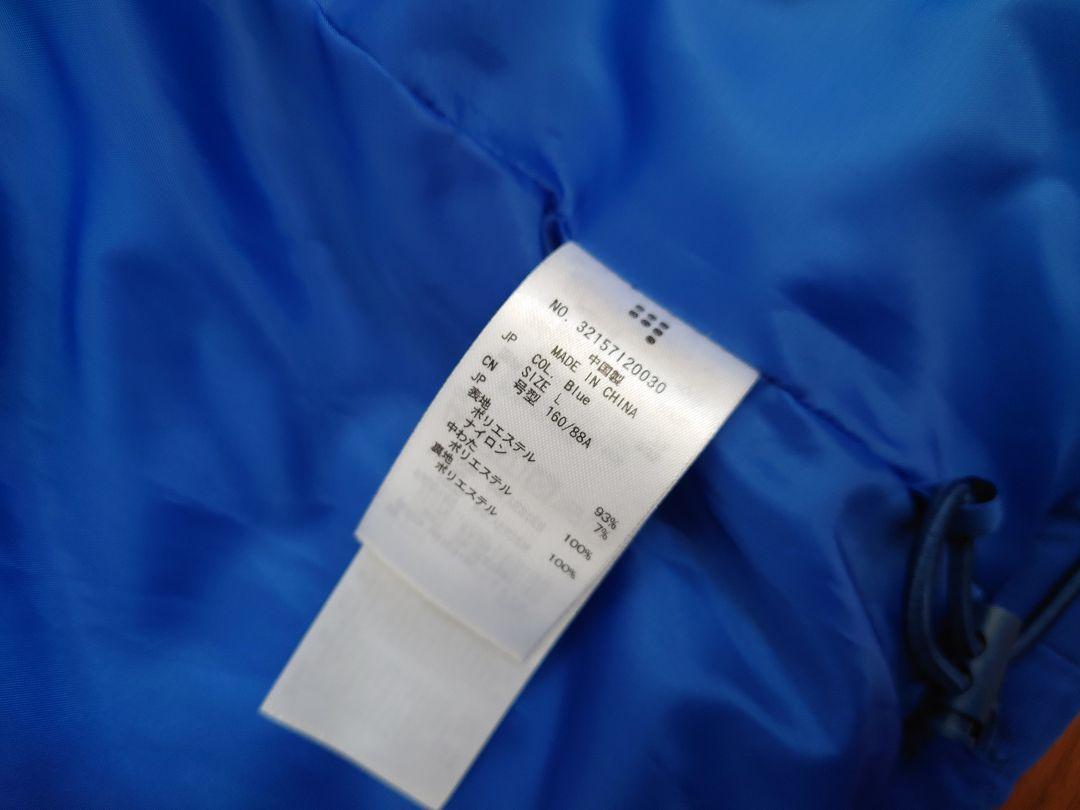 NO. 32157120030
中国製
JP MADE IN CHINA
COL. Blue
CN SIZE L
JP 号型 160/88A
表地
ポリエステル 93%
ナイロン 7%
中わた
ポリエステル 100%
裏地
ポリエステル 100%